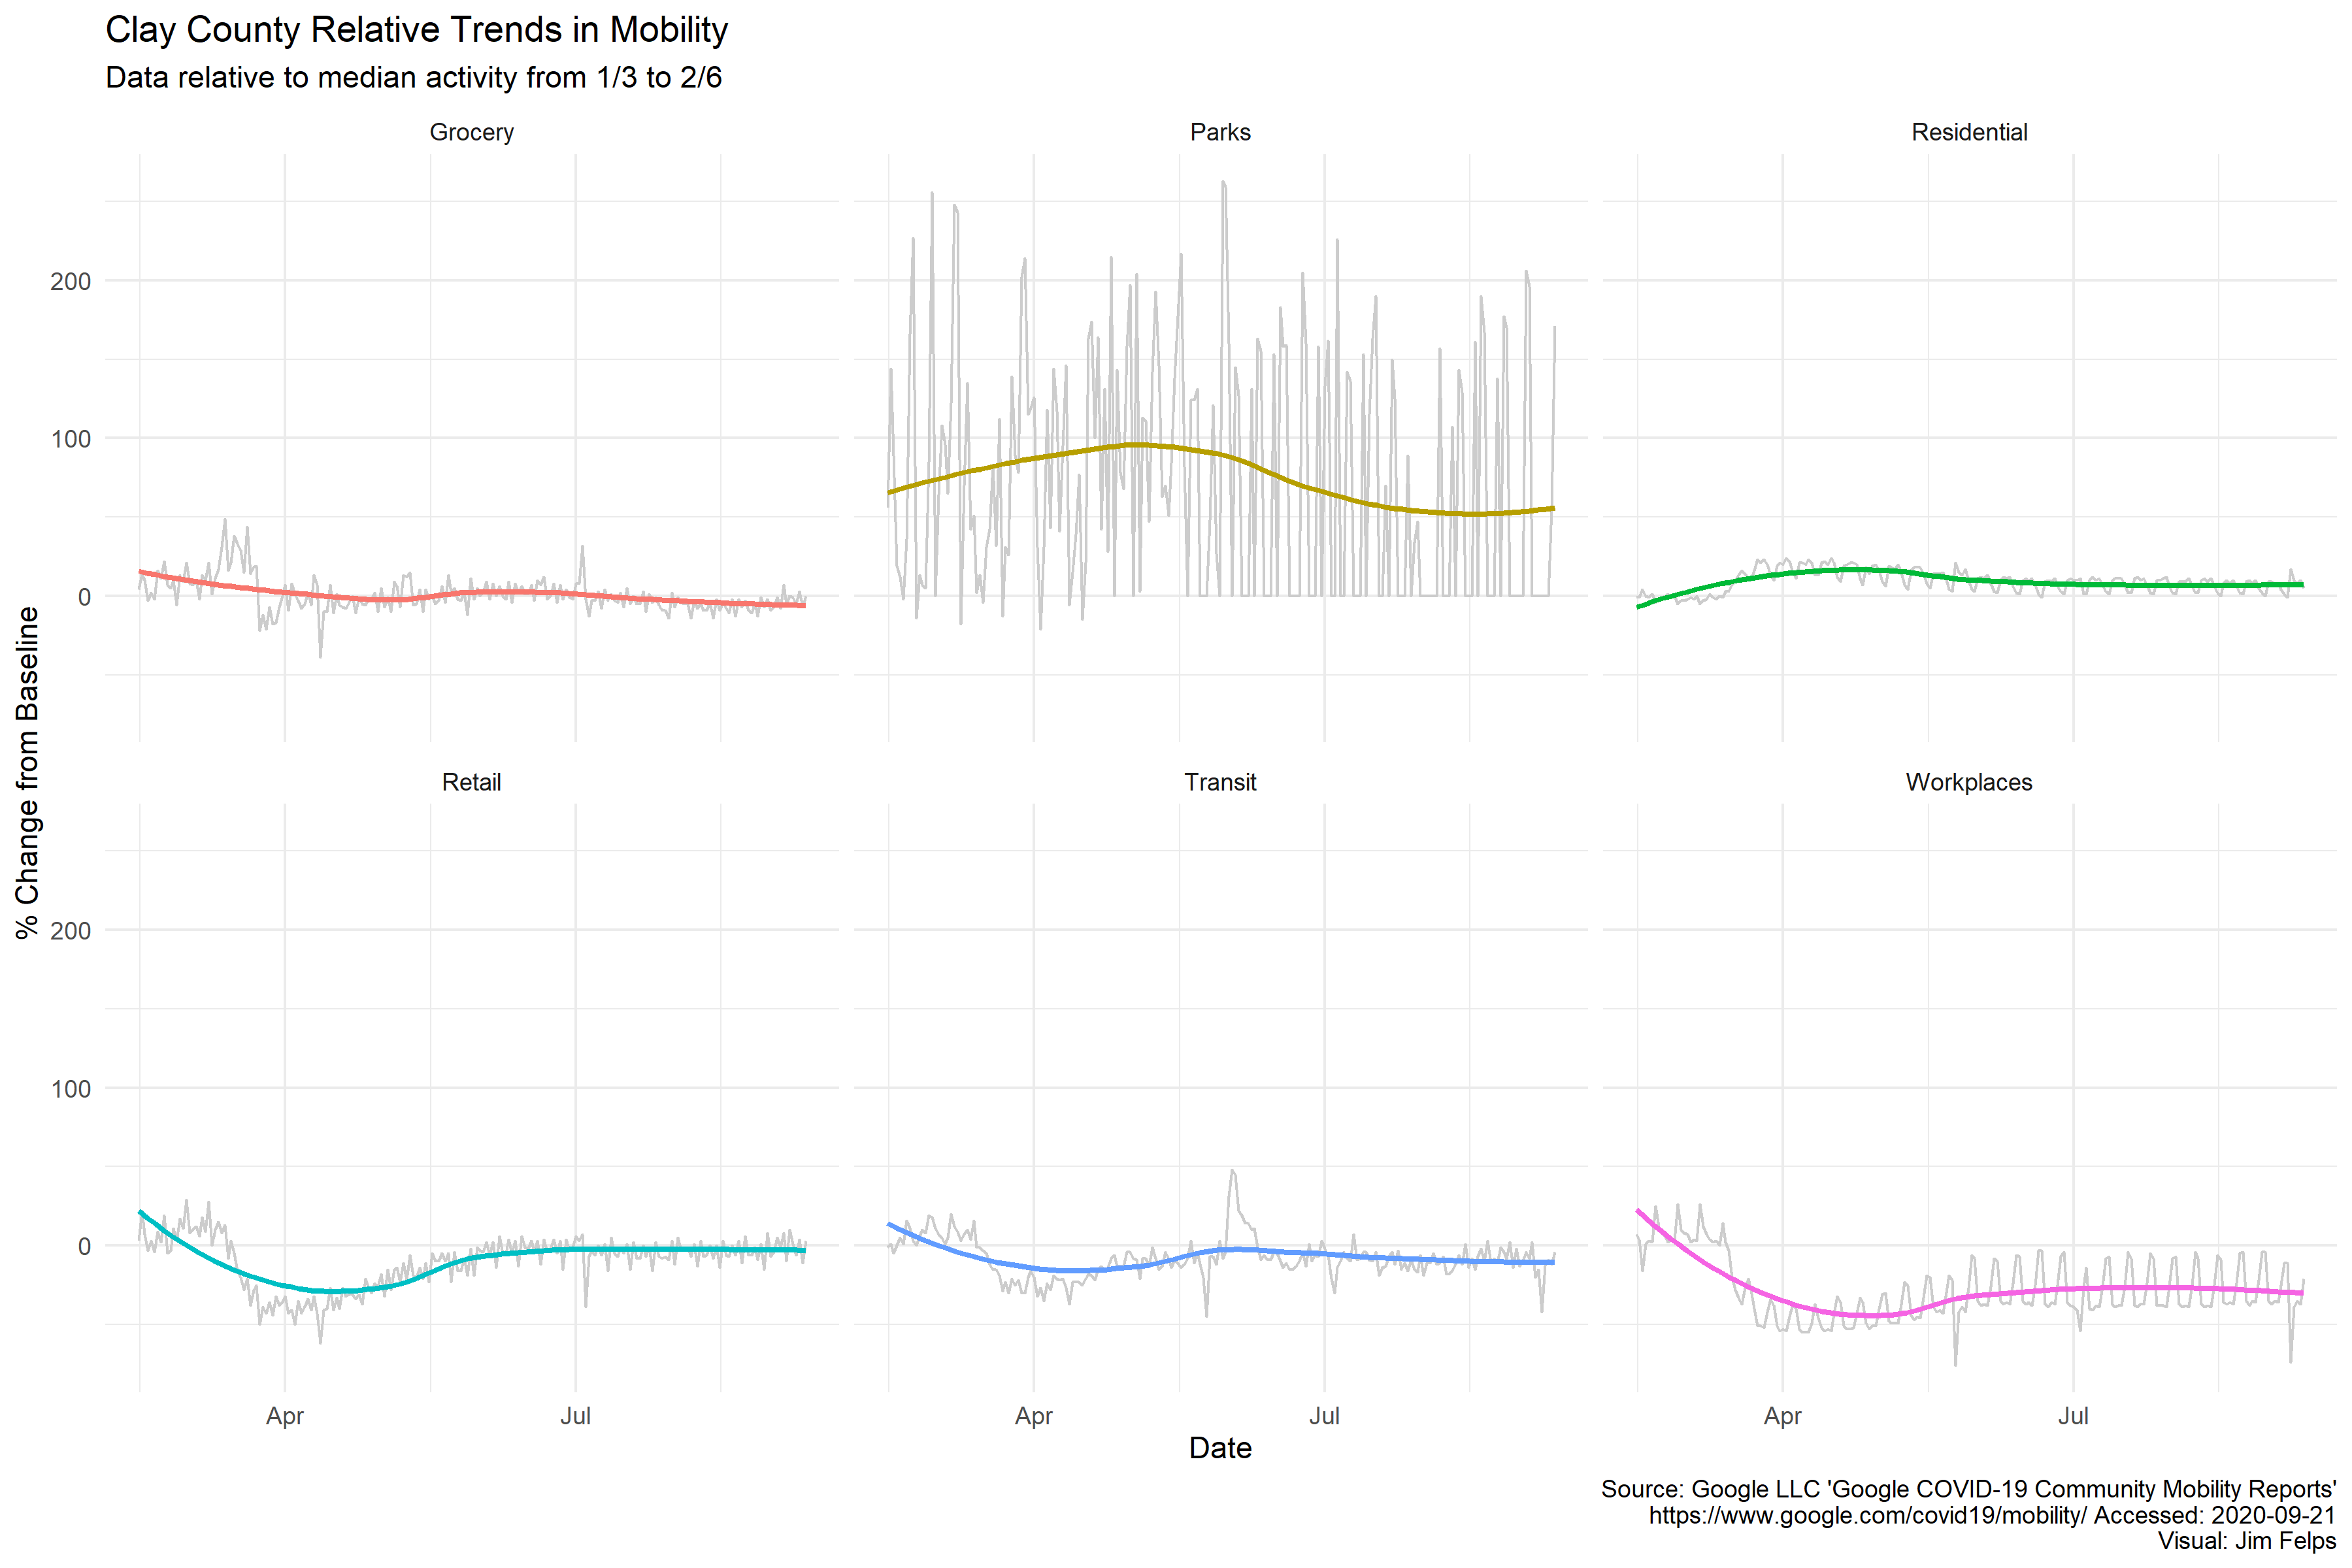 Clay County Relative Trends in Mobility
Data relative to median activity from 1/3 to 2/6
Grocery
Parks
Residential
200
100
0
% Change from Baseline
Retail
Transit
Workplaces
200
100
0
Apr
Jul
Apr
Jul
Apr
Jul
Date
Source: Google LLC 'Google COVID-19 Community Mobility Reports'
https://www.google.com/covid19/mobility/ Accessed: 2020-09-21
Visual: Jim Felps